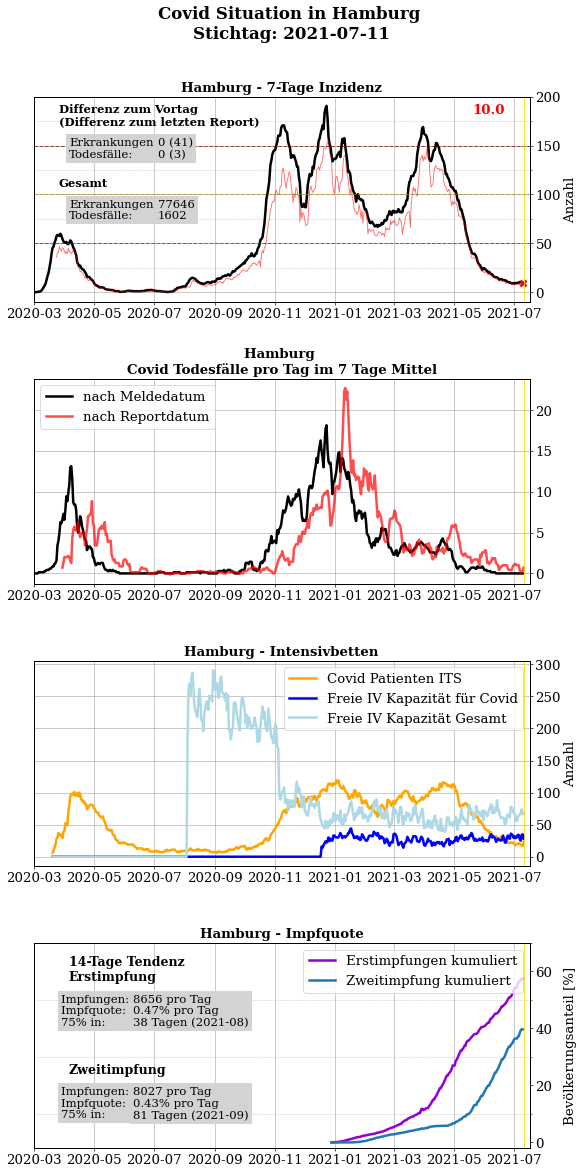 Covid Situation in Hamburg
Stichtag: 2021-07-11
Hamburg - 7-Tage Inzidenz
Differenz zum Vortag
(Differenz zum letzten Report)
Erkrankungen 0 (41)
Todesfälle: 0 (3)
Gesamt
Erkrankungen 77646
Todesfälle: 1602
10.0
200
150
100
50
0
Anzahl
2020-03 2020-05 2020-07 2020-09 2020-11 2021-01 2021-03 2021-05 2021-07
Hamburg
Covid Todesfälle pro Tag im 7 Tage Mittel
nach Meldedatum
nach Reportdatum
20
15
10
5
0
2020-03 2020-05 2020-07 2020-09 2020-11 2021-01 2021-03 2021-05 2021-07
Hamburg - Intensivbetten
Covid Patienten ITS
Freie IV Kapazität für Covid
Freie IV Kapazität Gesamt
300
250
200
150
100
50
0
Anzahl
2020-03 2020-05 2020-07 2020-09 2020-11 2021-01 2021-03 2021-05 2021-07
Hamburg - Impfquote
14-Tage Tendenz
Erstimpfung
Impfungen: 8656 pro Tag
Impfquote: 0.47% pro Tag
75% in: 38 Tagen (2021-08)
Zweitimpfung
Impfungen: 8027 pro Tag
Impfquote: 0.43% pro Tag
75% in: 81 Tagen (2021-09)
Erstimpfungen kumuliert
Zweitimpfung kumuliert
60
40
20
0
Bevölkerungsanteil [%]
2020-03 2020-05 2020-07 2020-09 2020-11 2021-01 2021-03 2021-05 2021-07